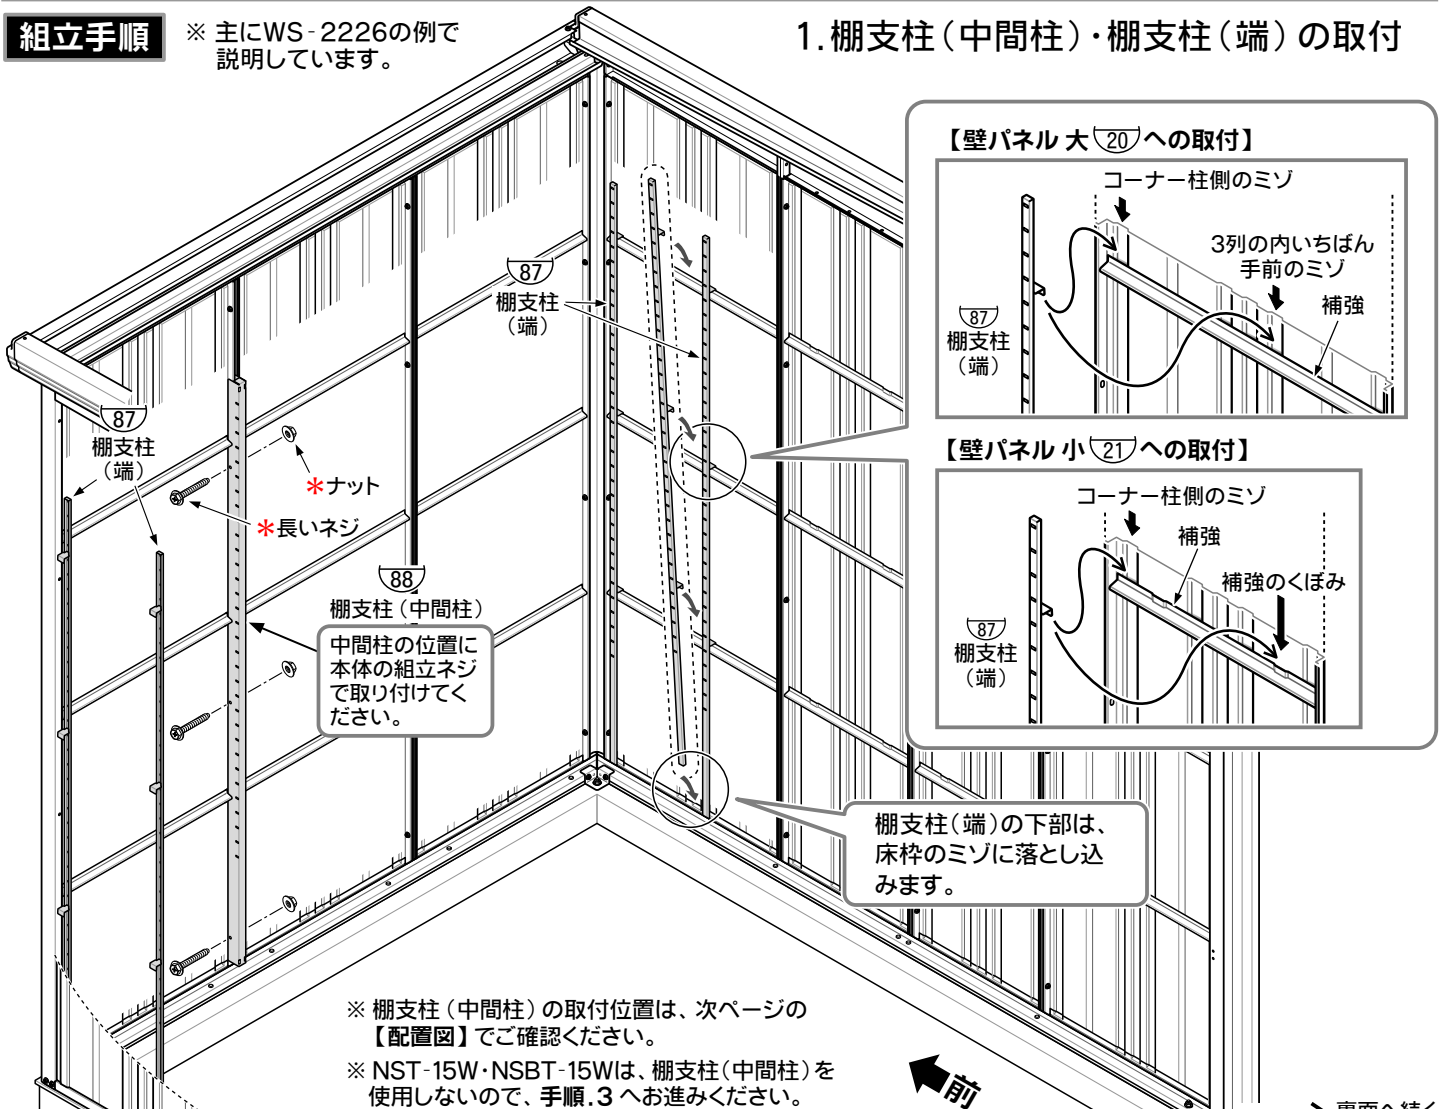 組立手順
※ 主にWS-2226の例で
説明しています。
1.棚支柱（中間柱）・棚支柱（端）の取付
【壁パネル 大 20 への取付】
コーナー柱側のミゾ
3列の内いちばん
手前のミゾ
補強
87
棚支柱
（端）
【壁パネル 小 21 への取付】
コーナー柱側のミゾ
補強
補強のくぼみ
87
棚支柱
（端）
87
棚支柱
（端）
87
棚支柱
（端）
＊ナット
＊長いネジ
88
棚支柱（中間柱）
中間柱の位置に
本体の組立ネジ
で取り付けてく
ださい。
棚支柱（端）の下部は、
床枠のミゾに落とし込
みます。
※ 棚支柱（中間柱）の取付位置は、次ページの
【配置図】でご確認ください。
※ NST-15W・NSBT-15Wは、棚支柱（中間柱）を
使用しないので、手順.3 へお進みください。
前
裏面へ続く